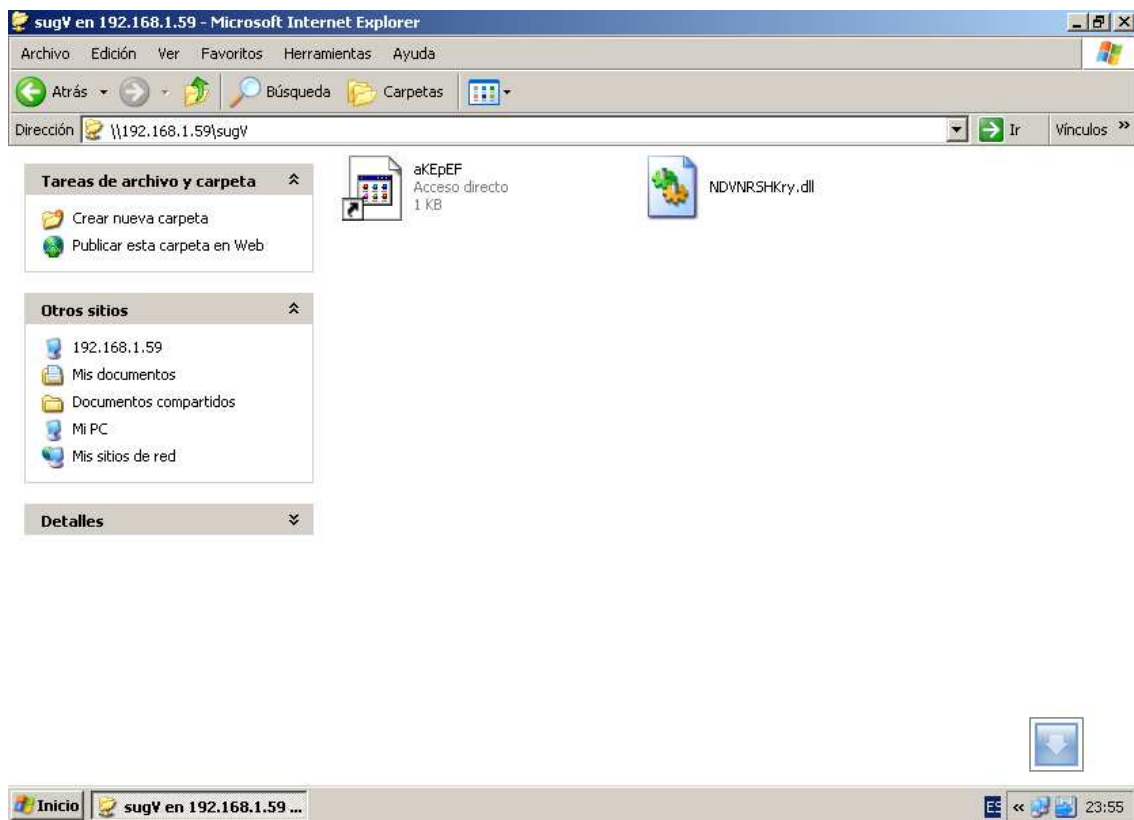 sugV en 192.168.1.59 - Microsoft Internet Explorer
Archivo Edición Ver Favoritos Herramientas Ayuda
Atrás Búsqueda Carpetas
Dirección \\192.168.1.59\sugV Ir Vínculos »
Tareas de archivo y carpeta
Crear nueva carpeta
Publicar esta carpeta en Web
Otros sitios
192.168.1.59
Mis documentos
Documentos compartidos
Mi PC
Mis sitios de red
Detalles
aKEpEF
Acceso directo
1 KB
NDVNRSHKry.dll
Inicio sugV en 192.168.1.59 ... ES « 23:55